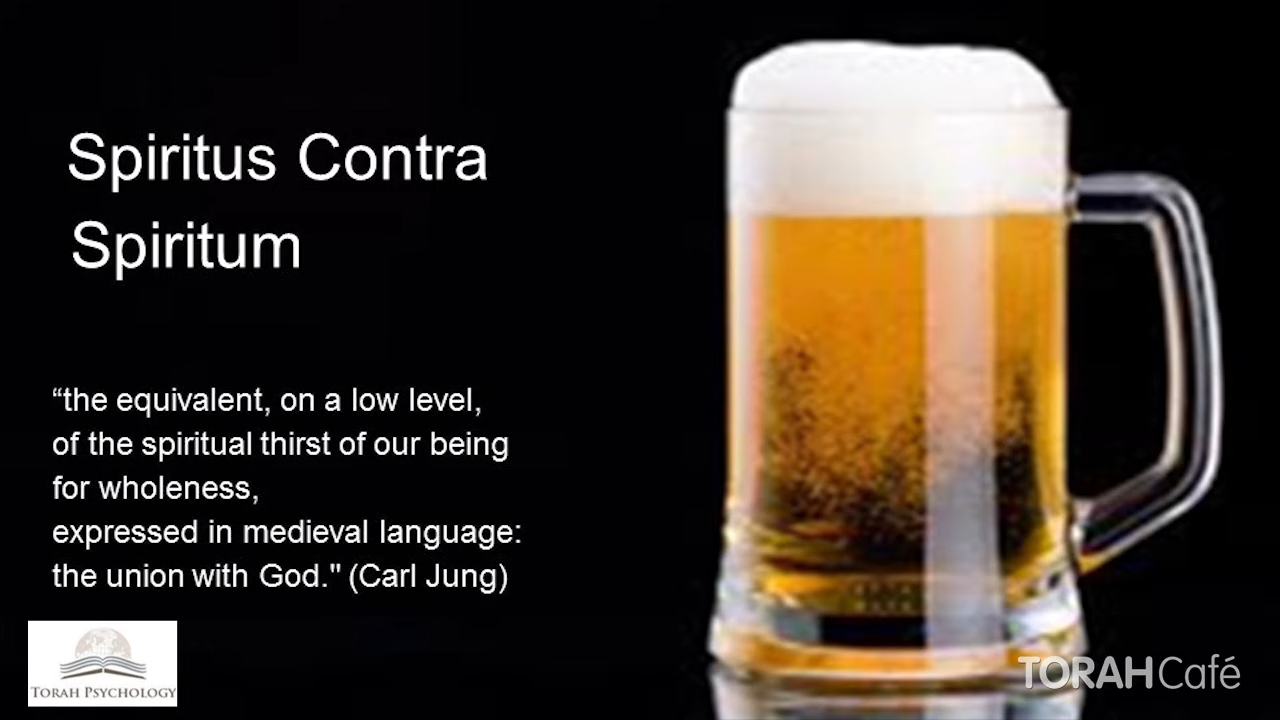 Spiritus Contra
Spiritum
“the equivalent, on a low level,
of the spiritual thirst of our being
for wholeness,
expressed in medieval language:
the union with God." (Carl Jung)
TORAH PSYCHOLOGY
TORAHCafé